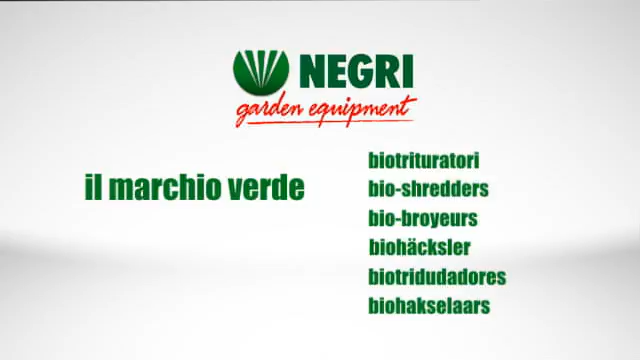 NEGRI
garden equipment
il marchio verde
biotrituratori
bio-shredders
bio-broyeurs
biohäcksler
biotridudadores
biohakselaars